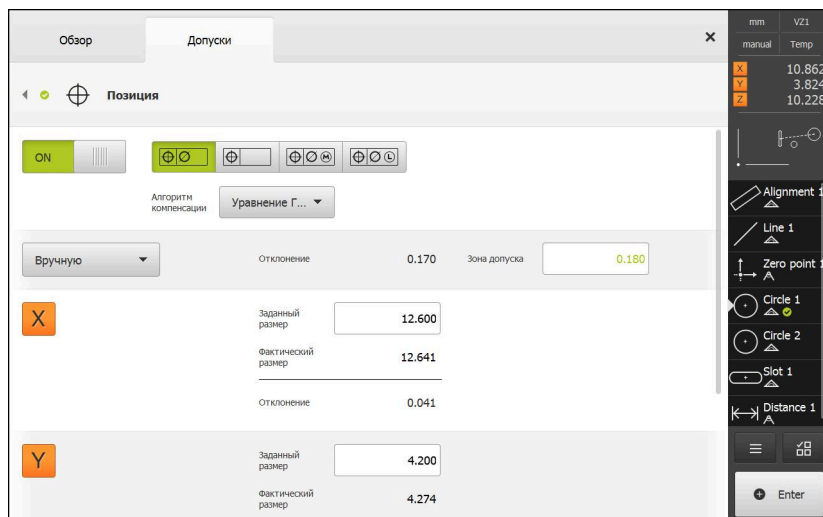 Обзор
Допуски
Позиция
ON
M
L
Алгоритм
компенсации
Уравнение Г...
Вручную
Отклонение
0.170
Зона допуска
0.180
X
Заданный
размер
12.600
Фактический
размер
12.641
Отклонение
0.041
Y
Заданный
размер
4.200
Фактический
размер
4.274
mm
VZ1
manual
Temp
X
10.862
Y
3.824
Z
10.228
Alignment 1
Line 1
Zero point 1
Circle 1
Circle 2
Slot 1
Distance 1
Enter